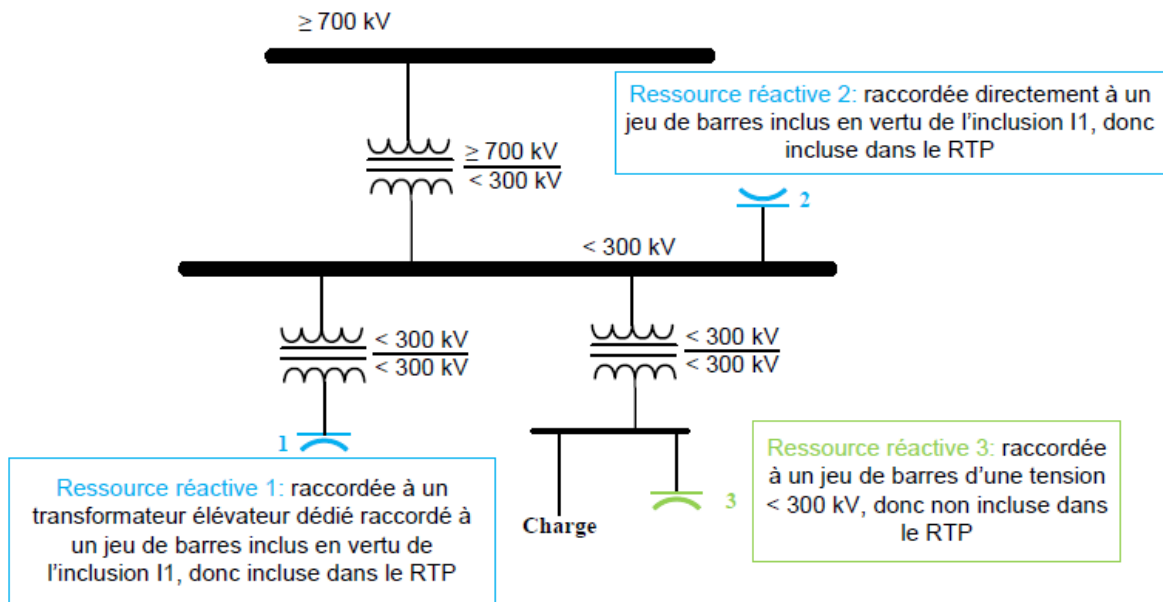 ≥ 700 kV
Ressource réactive 2: raccordée directement à un
jeu de barres inclus en vertu de l'inclusion I1, donc
incluse dans le RTP
≥ 700 kV
< 300 kV
2
< 300 kV
< 300 kV
< 300 kV
< 300 kV
< 300 kV
1
Ressource réactive 1: raccordée à un
transformateur élévateur dédié raccordé à
un jeu de barres inclus en vertu de
l'inclusion I1, donc incluse dans le RTP
Charge
3
Ressource réactive 3: raccordée
à un jeu de barres d'une tension
< 300 kV, donc non incluse dans
le RTP